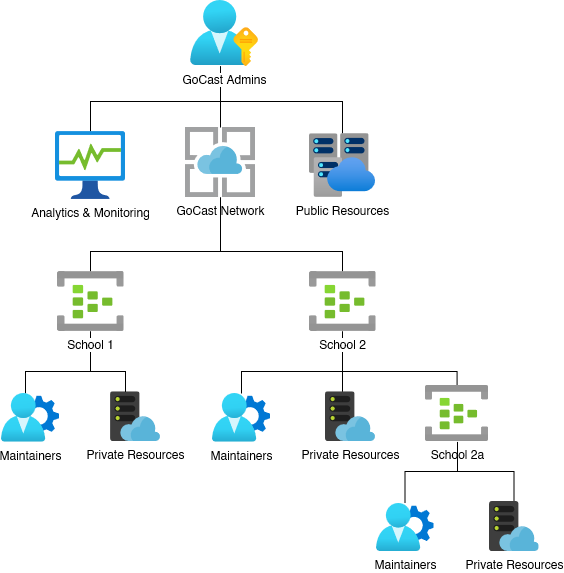 GoCast Admins
Analytics & Monitoring
GoCast Network
Public Resources
School 1
School 2
Maintainers
Private Resources
Maintainers
Private Resources
School 2a
Maintainers
Private Resources